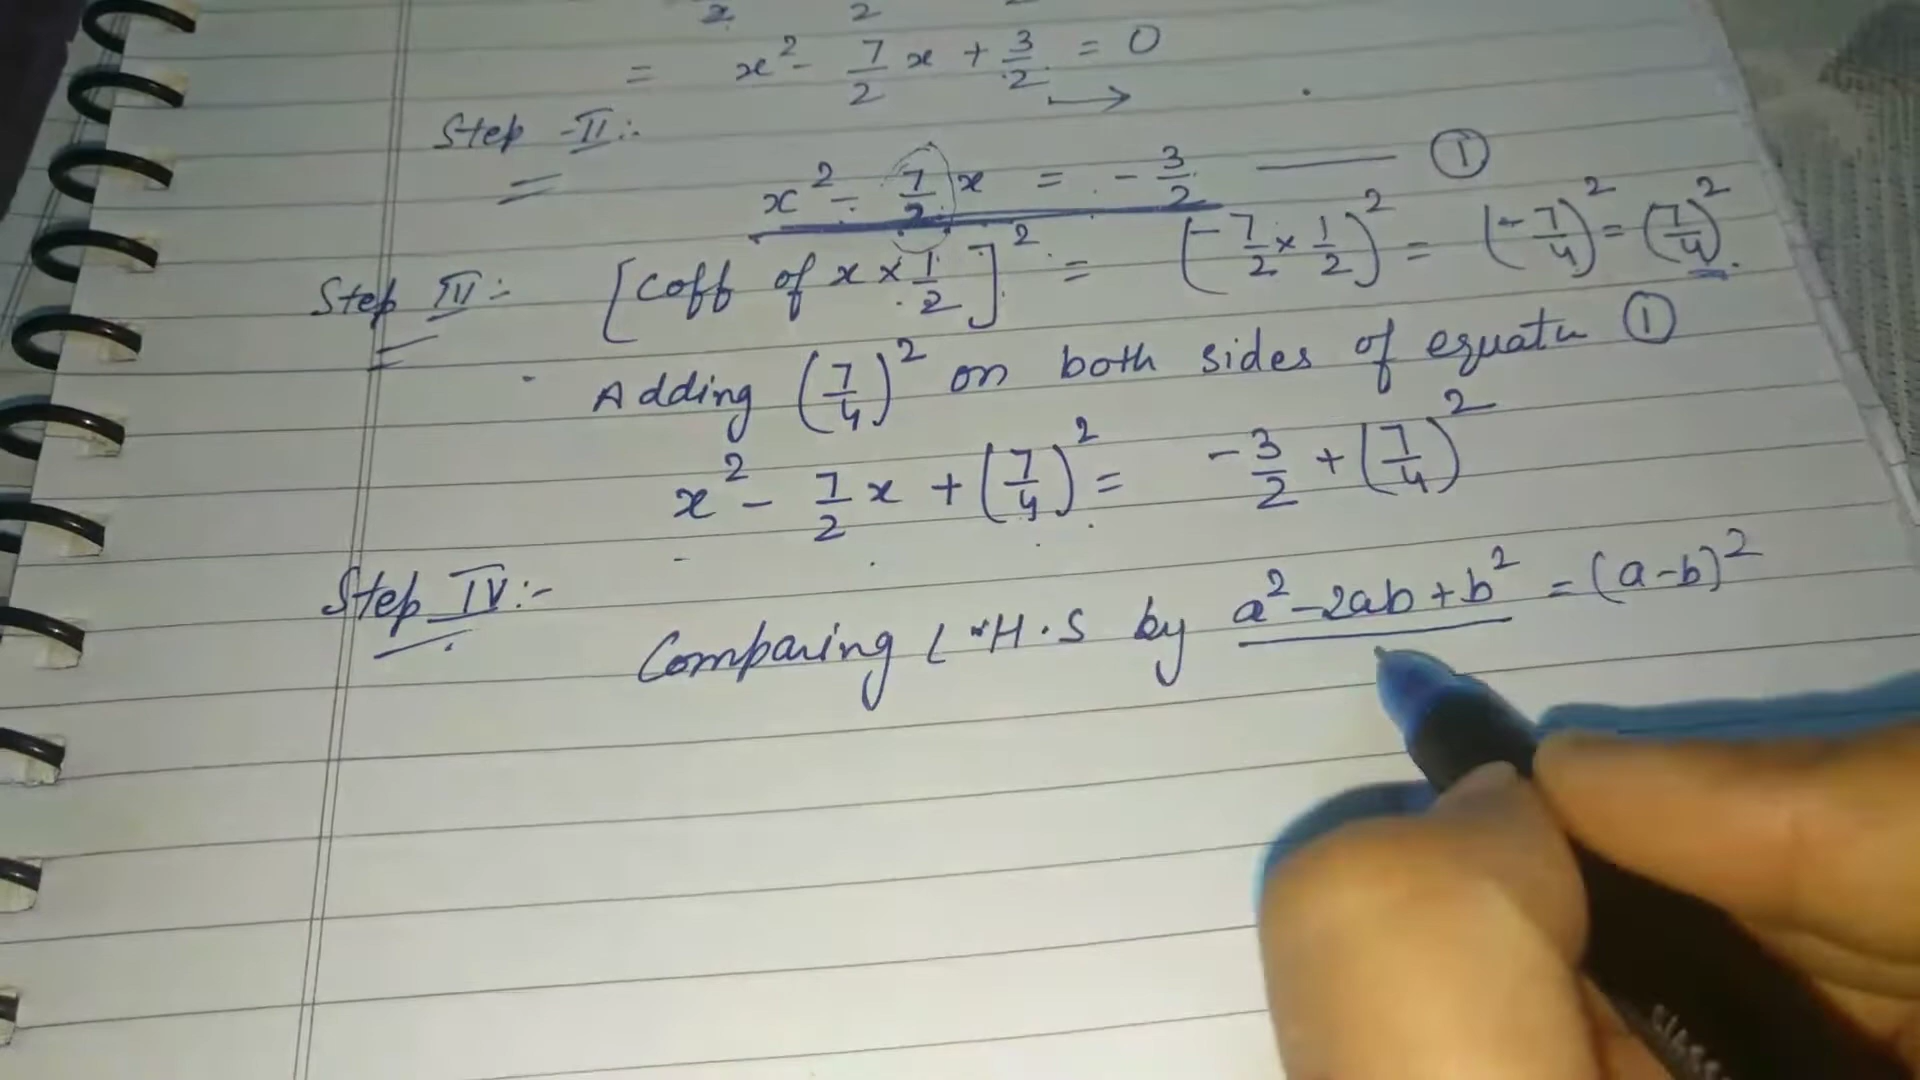 = x² - 7/2 x + 3/2 = 0
Step -II :-
x² - 7/2 x = - 3/2 —— ①
Step III :- [Coff of x × 1/2]² = (- 7/2 × 1/2)² = (- 7/4)² = (7/4)²
Adding (7/4)² on both sides of equatn ①
x² - 7/2 x + (7/4)² = - 3/2 + (7/4)²
Step IV :-
Comparing L.H.S by a² - 2ab + b² = (a-b)²